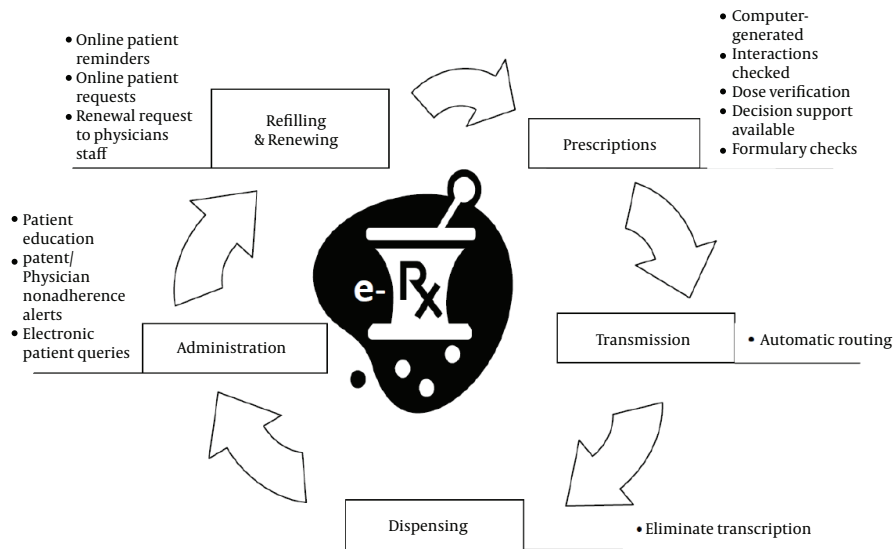 • Online patient
reminders
• Online patient
requests
• Renewal request
to physicians
staff
Refilling
& Renewing
Prescriptions
• Computer-
generated
• Interactions
checked
• Dose verification
• Decision support
available
• Formulary checks
• Patient
education
• patent/
Physician
nonadherence
alerts
• Electronic
patient queries
Administration
e- Rx
Transmission
• Automatic routing
Dispensing
• Eliminate transcription